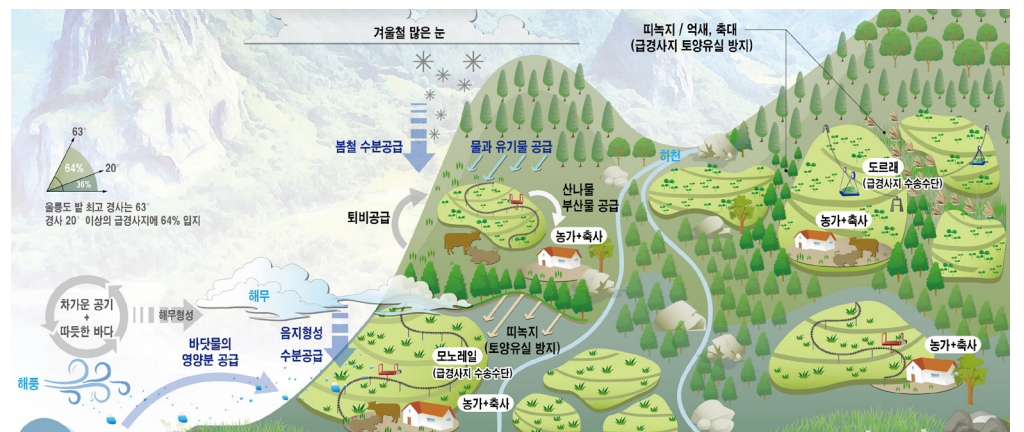 겨울철 많은 눈
띠녹지 / 억새, 축대
(급경사지 토양유실 방지)
63°
64%
20°
36%
울릉도 밭 최고 경사는 63°
경사 20° 이상의 급경사지에 64% 입지
봄철 수분공급
물과 유기물 공급
하천
도르레
(급경사지 수송수단)
산나물
부산물 공급
퇴비공급
농가+축사
농가+축사
차가운 공기
+
따뜻한 바다
해무형성
해무
음지형성
수분공급
띠녹지
(토양유실 방지)
바닷물의
영양분 공급
해풍
모노레일
(급경사지 수송수단)
농가+축사
농가+축사